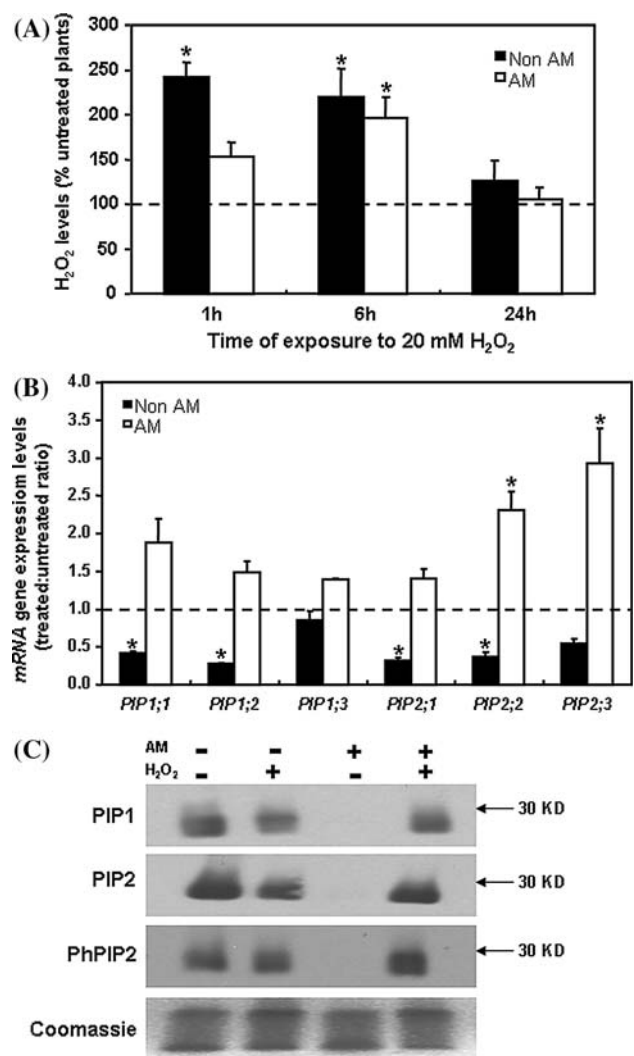 (A)
300
250
200
150
100
50
0
H₂O₂ levels (% untreated plants)
Non AM
AM
*
*
*
1h 6h 24h
Time of exposure to 20 mM H₂O₂
(B)
4.0
3.5
3.0
2.5
2.0
1.5
1.0
0.5
0.0
mRNA gene expressiom levels
(treated:untreated ratio)
Non AM
AM
*
*
*
*
*
*
PIP1;1 PIP1;2 PIP1;3 PIP2;1 PIP2;2 PIP2;3
(C)
AM - - + +
H₂O₂ - + - +
PIP1 30 KD
PIP2 30 KD
PhPIP2 30 KD
Coomassie